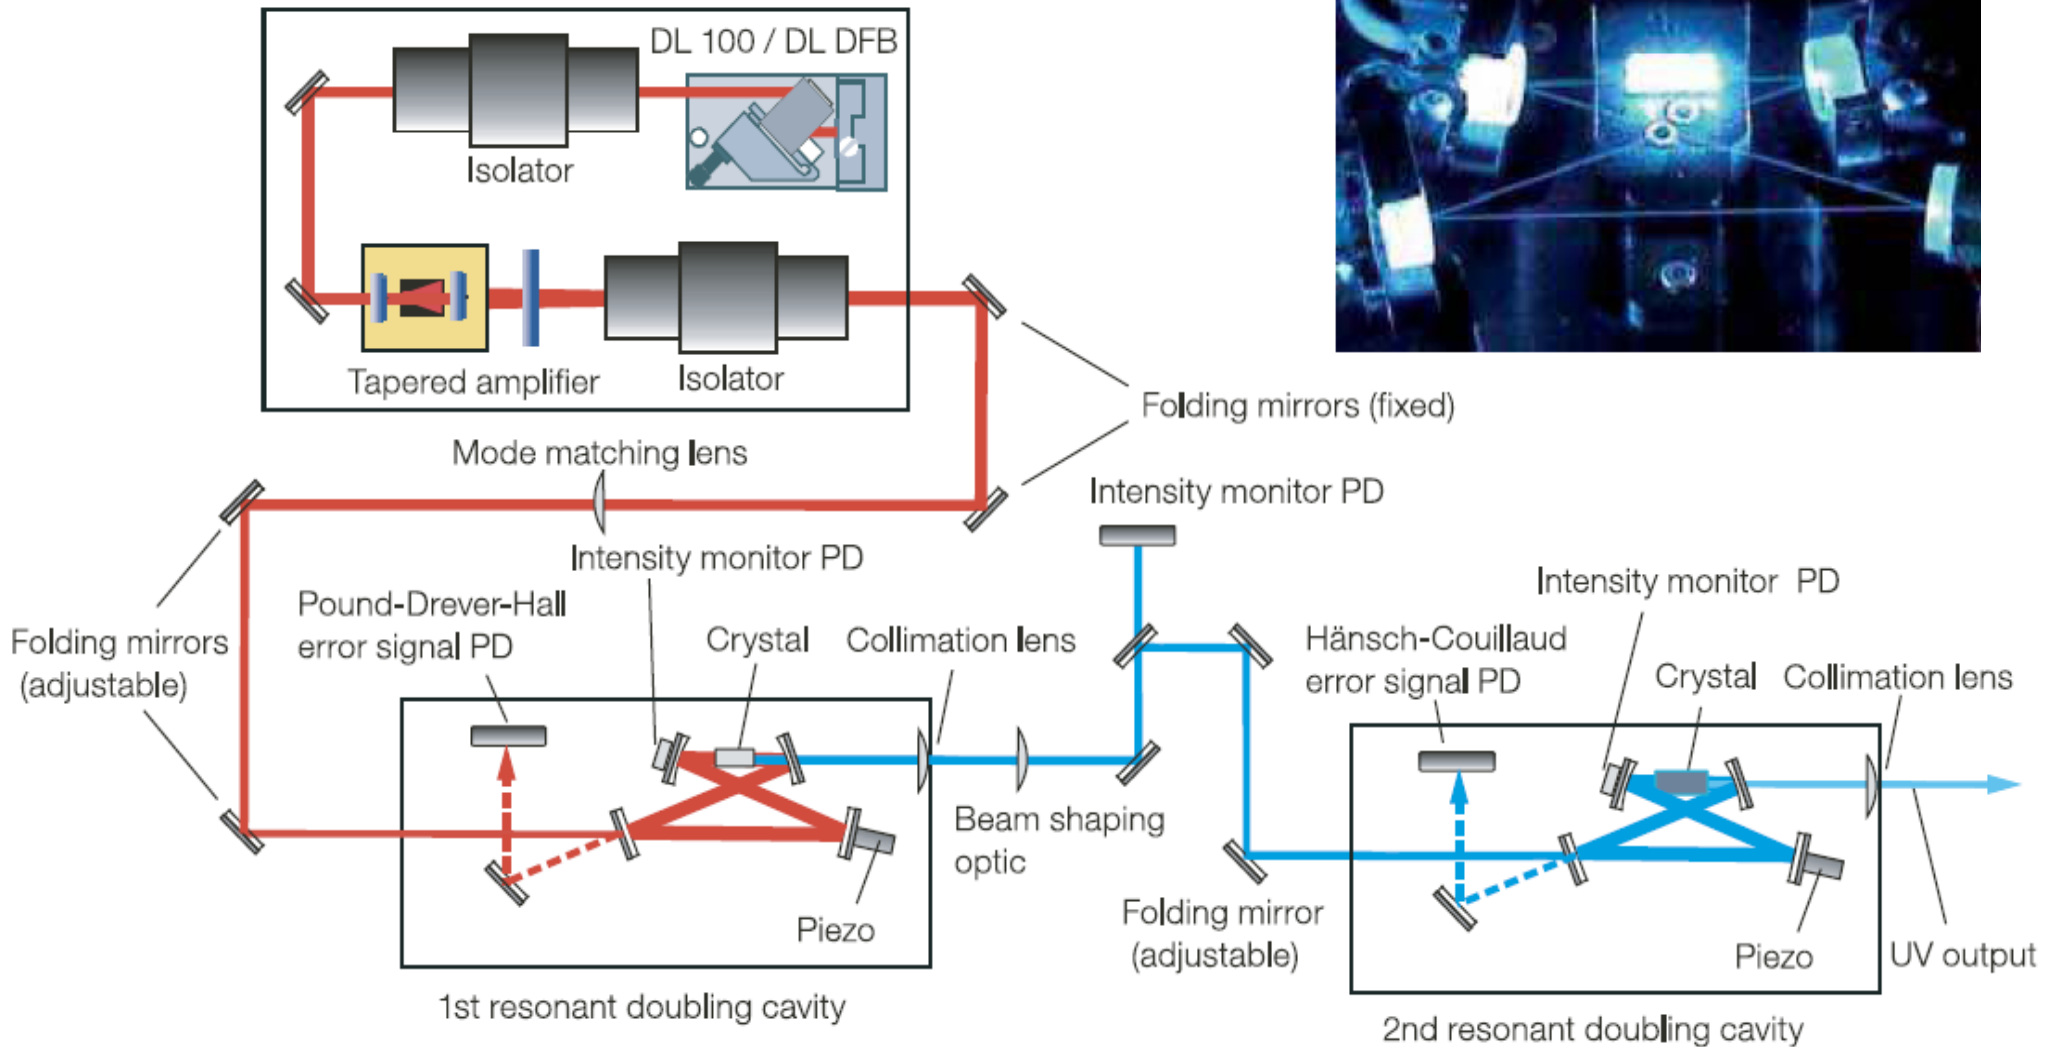 DL 100 / DL DFB
Isolator
Tapered amplifier
Isolator
Folding mirrors (fixed)
Mode matching lens
Intensity monitor PD
Intensity monitor PD
Pound-Drever-Hall
error signal PD
Folding mirrors
(adjustable)
Crystal
Collimation lens
Beam shaping
optic
Piezo
1st resonant doubling cavity
Intensity monitor PD
Hänsch-Couillaud
error signal PD
Crystal
Collimation lens
Folding mirror
(adjustable)
Piezo
UV output
2nd resonant doubling cavity